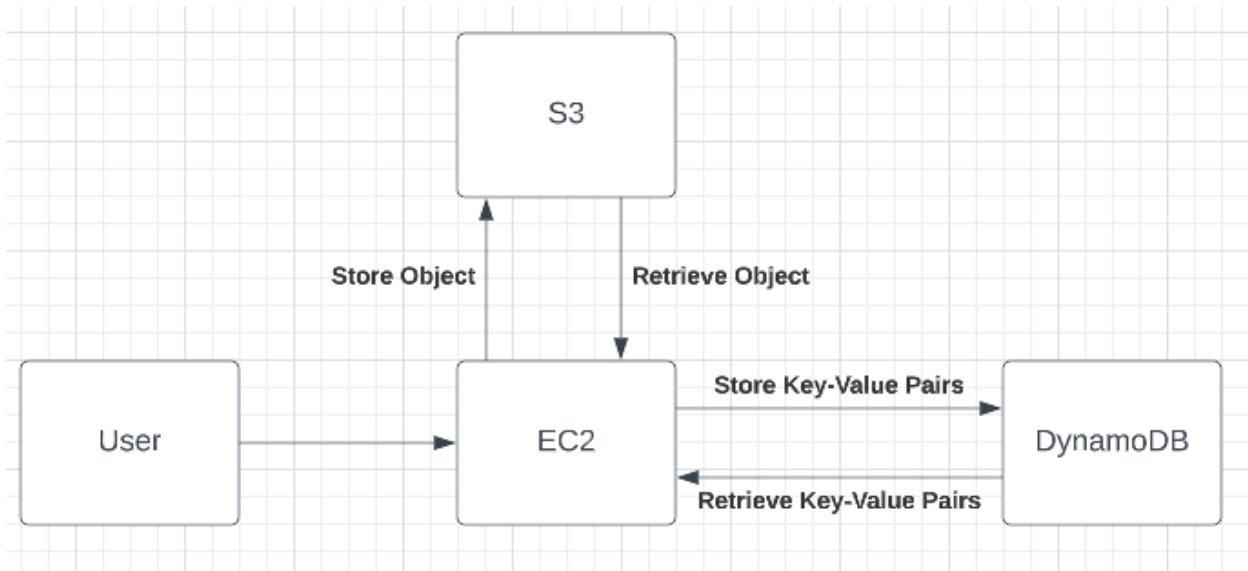 S3
Store Object
Retrieve Object
User
EC2
Store Key-Value Pairs
Retrieve Key-Value Pairs
DynamoDB